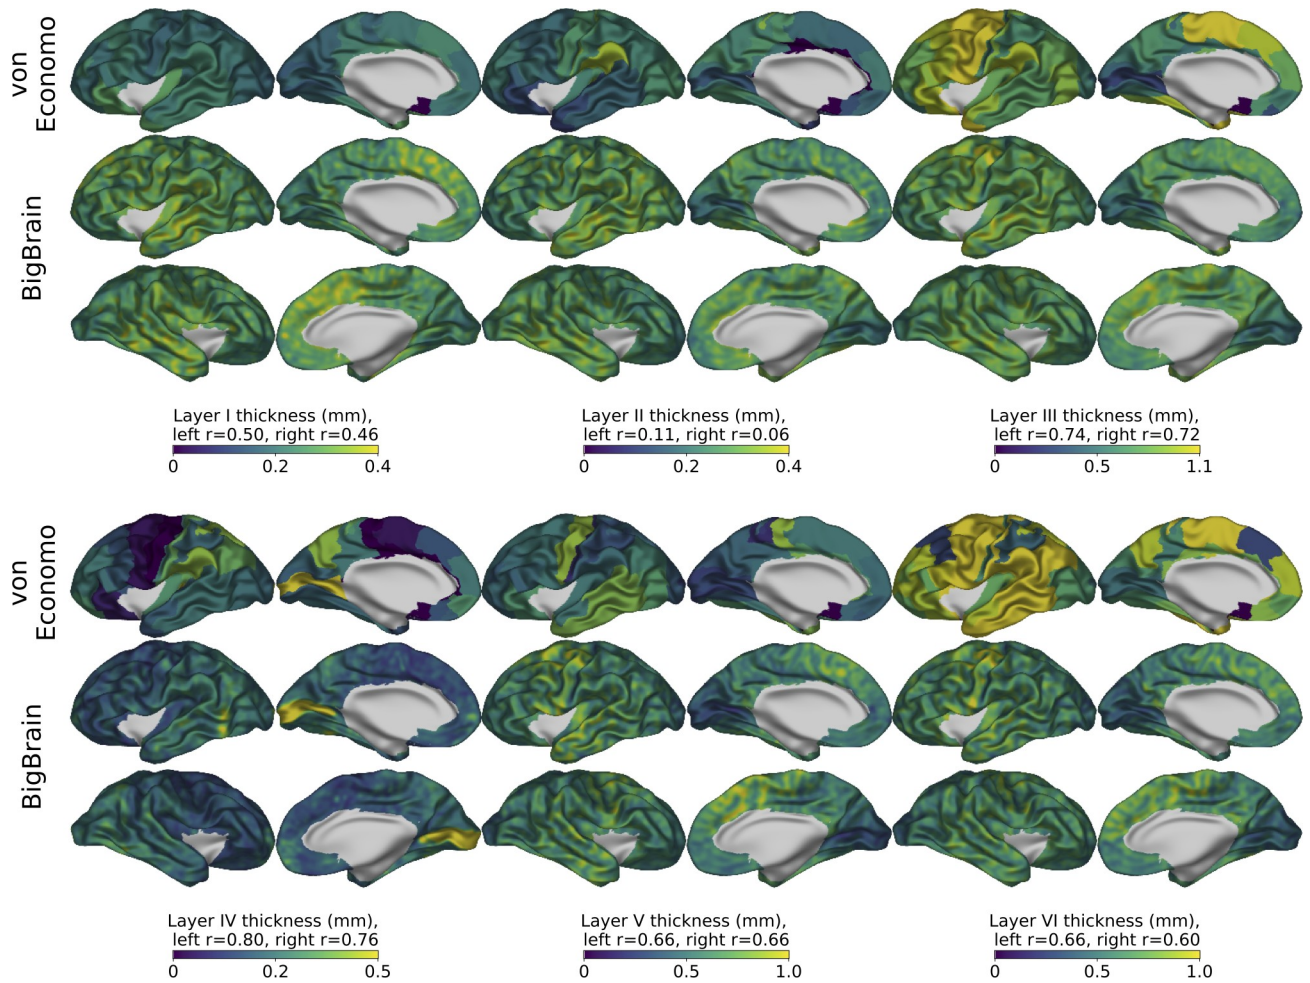 von
Economo
BigBrain
Layer I thickness (mm),
left r=0.50, right r=0.46
0 0.2 0.4
Layer II thickness (mm),
left r=0.11, right r=0.06
0 0.2 0.4
Layer III thickness (mm),
left r=0.74, right r=0.72
0 0.5 1.1
von
Economo
BigBrain
Layer IV thickness (mm),
left r=0.80, right r=0.76
0 0.2 0.5
Layer V thickness (mm),
left r=0.66, right r=0.66
0 0.5 1.0
Layer VI thickness (mm),
left r=0.66, right r=0.60
0 0.5 1.0